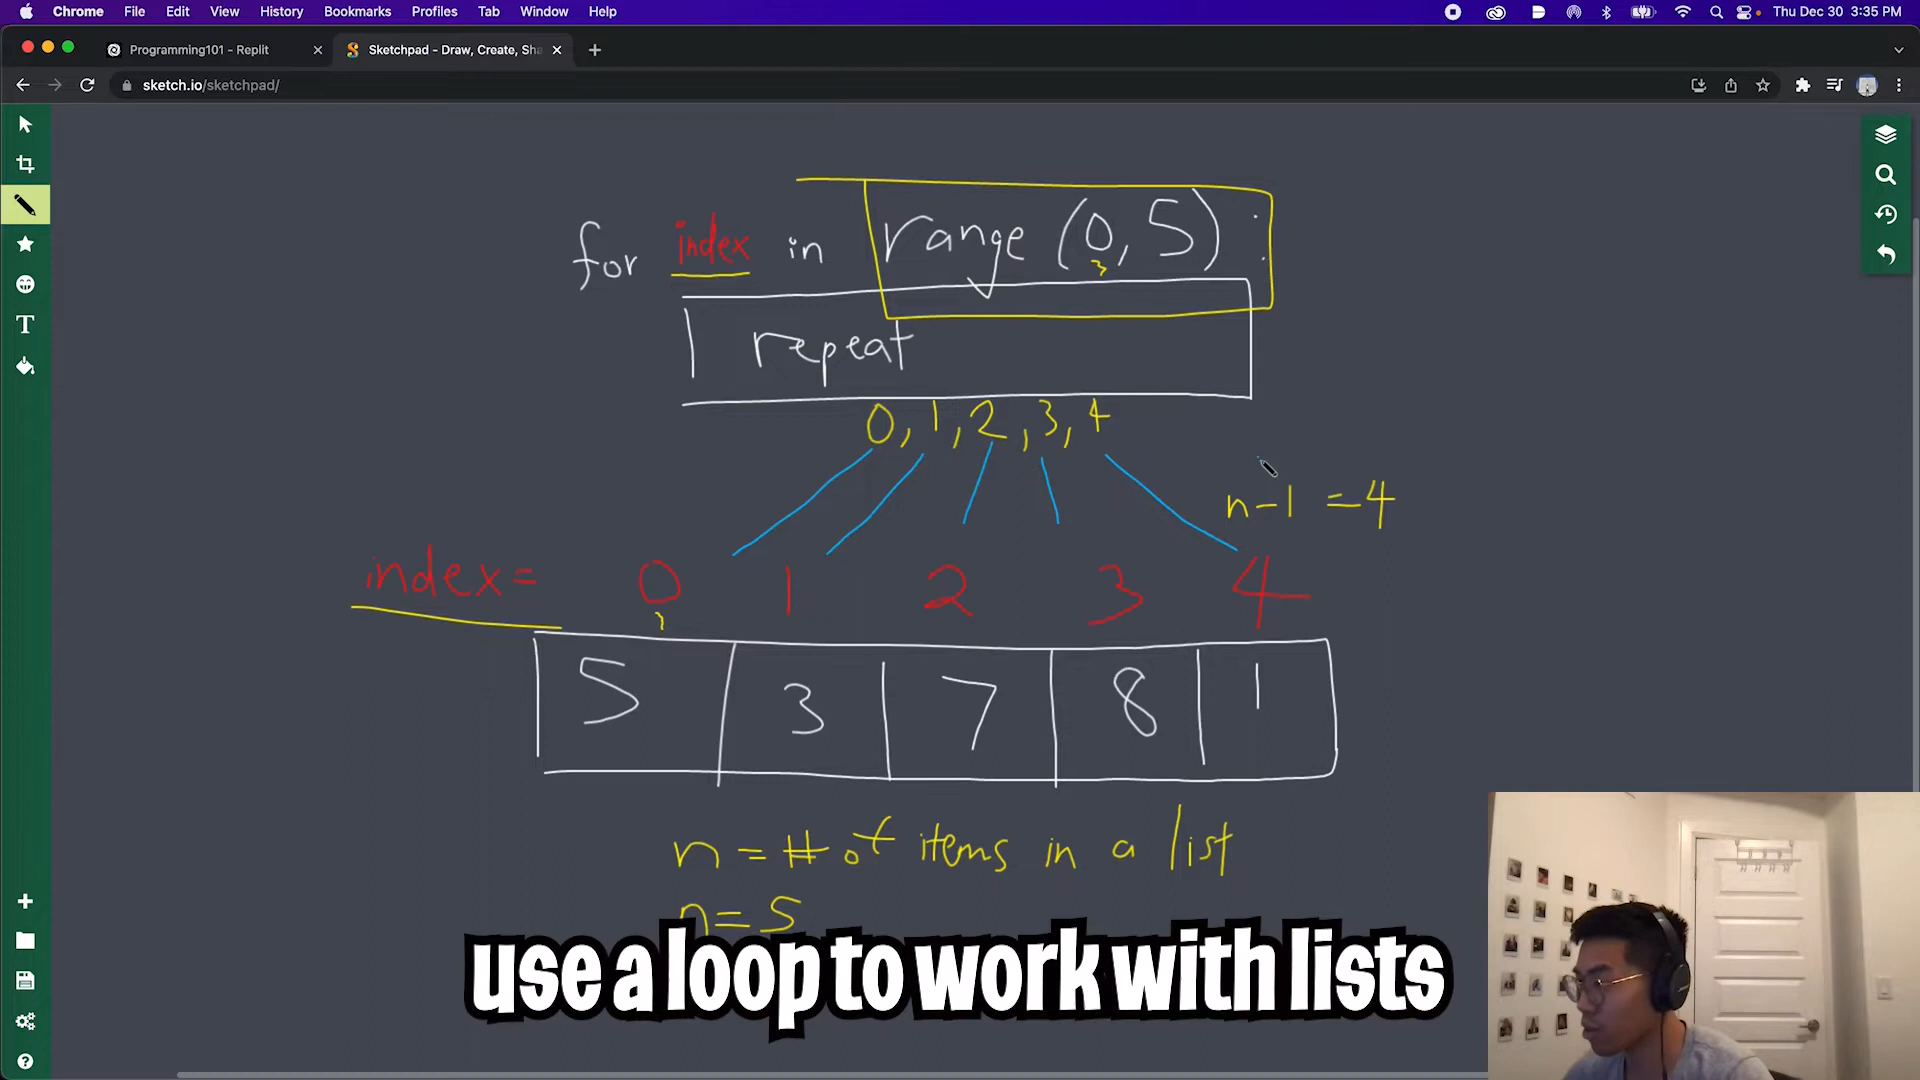 Chrome File Edit View History Bookmarks Profiles Tab Window Help Thu Dec 30 3:35 PM
Programming101 - Replit Sketchpad - Draw, Create, Sha
sketch.io/sketchpad/
for index in range (0, 5) :
repeat
0, 1, 2, 3, 4
n-1 = 4
index= 0 1 2 3 4
5 3 7 8 1
n = # of items in a list
n = 5
use a loop to work with lists